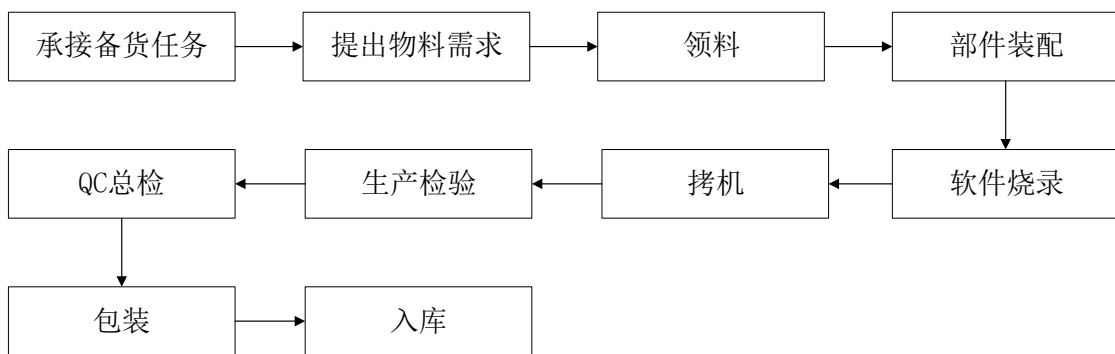 承接备货任务
提出物料需求
领料
部件装配
QC总检
生产检验
拷机
软件烧录
包装
入库